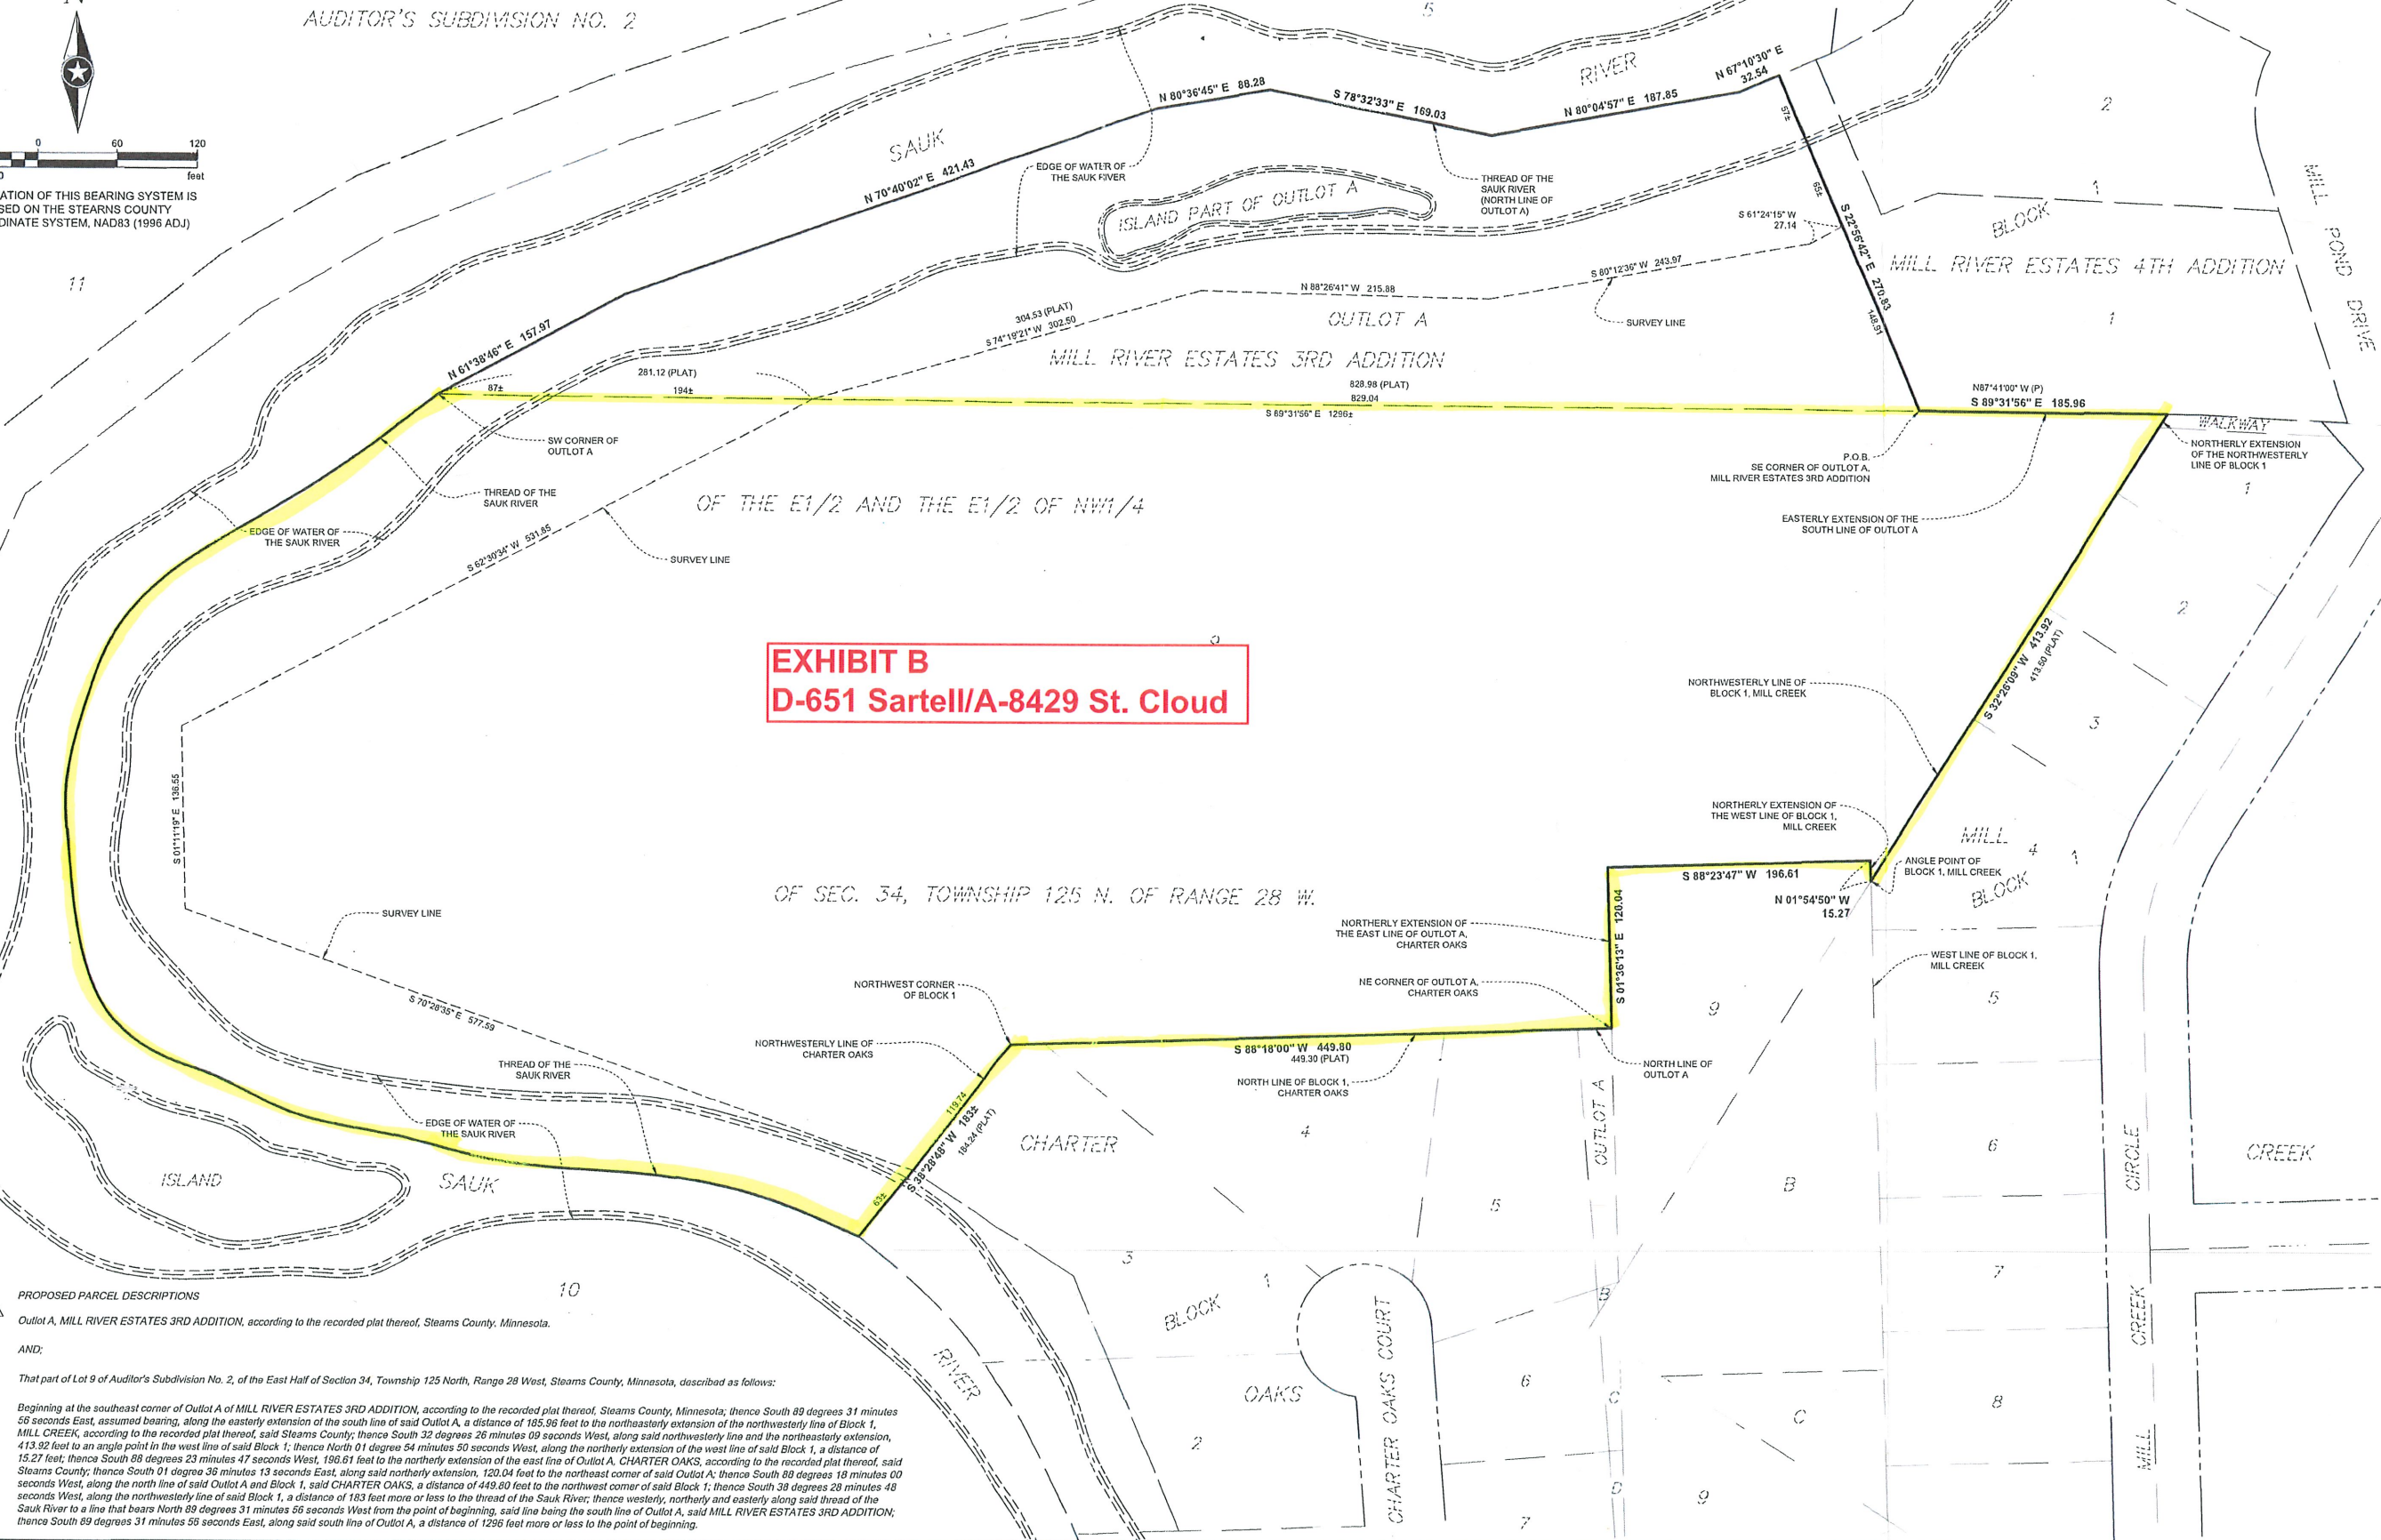 N
AUDITOR'S SUBDIVISION NO. 2
5
0
60
120
feet
ATION OF THIS BEARING SYSTEM IS
SED ON THE STEARNS COUNTY
DINATE SYSTEM, NAD83 (1996 ADJ)
11
SAUK
RIVER
N 61°38'46" E 157.97
N 70°40'02" E 421.43
N 80°36'45" E 88.28
S 78°32'33" E 169.03
N 80°04'57" E 187.85
N 67°10'30" E
32.54
57±
65±
S 22°56'42" E 270.83
148.91
EDGE OF WATER OF
THE SAUK RIVER
ISLAND PART OF OUTLOT A
THREAD OF THE
SAUK RIVER
(NORTH LINE OF
OUTLOT A)
S 61°24'15" W
27.14
S 80°12'36" W 243.97
N 88°26'41" W 215.88
304.53 (PLAT)
S 74°19'21" W 302.50
SURVEY LINE
OUTLOT A
MILL RIVER ESTATES 3RD ADDITION
2
1
BLOCK
MILL RIVER ESTATES 4TH ADDITION
1
MILL POND DRIVE
281.12 (PLAT)
87±
194±
828.98 (PLAT)
829.04
S 89°31'56" E 1296±
N87°41'00" W (P)
S 89°31'56" E 185.96
WALKWAY
NORTHERLY EXTENSION
OF THE NORTHWESTERLY
LINE OF BLOCK 1
SW CORNER OF
OUTLOT A
P.O.B.
SE CORNER OF OUTLOT A,
MILL RIVER ESTATES 3RD ADDITION
THREAD OF THE
SAUK RIVER
OF THE E1/2 AND THE E1/2 OF NW1/4
EASTERLY EXTENSION OF THE
SOUTH LINE OF OUTLOT A
1
EDGE OF WATER OF
THE SAUK RIVER
S 62°30'34" W 531.85
SURVEY LINE
2
9
EXHIBIT B
D-651 Sartell/A-8429 St. Cloud
S 32°26'09" W 413.92
413.50 (PLAT)
NORTHWESTERLY LINE OF
BLOCK 1, MILL CREEK
3
S 01°11'19" E 136.55
NORTHERLY EXTENSION OF
THE WEST LINE OF BLOCK 1,
MILL CREEK
MILL
4
1
BLOCK
ANGLE POINT OF
BLOCK 1, MILL CREEK
S 88°23'47" W 196.61
N 01°54'50" W
15.27
OF SEC. 34, TOWNSHIP 125 N. OF RANGE 28 W.
SURVEY LINE
NORTHERLY EXTENSION OF
THE EAST LINE OF OUTLOT A,
CHARTER OAKS
S 01°36'13" E 120.04
WEST LINE OF BLOCK 1,
MILL CREEK
NORTHWEST CORNER
OF BLOCK 1
NE CORNER OF OUTLOT A,
CHARTER OAKS
5
9
S 70°28'35" E 577.59
NORTHWESTERLY LINE OF
CHARTER OAKS
S 88°18'00" W 449.80
449.30 (PLAT)
NORTH LINE OF BLOCK 1,
CHARTER OAKS
NORTH LINE OF
OUTLOT A
THREAD OF THE
SAUK RIVER
119.74
S 38°28'48" W 183±
184.24 (PLAT)
63±
EDGE OF WATER OF
THE SAUK RIVER
CHARTER
4
OUTLOT A
6
CREEK
ISLAND
SAUK
5
B
CIRCLE
3
1
BLOCK
7
B
10
CREEK
CHARTER OAKS COURT
RIVER
OAKS
6
C
C
8
2
MILL
D
9
7
PROPOSED PARCEL DESCRIPTIONS
Outlot A, MILL RIVER ESTATES 3RD ADDITION, according to the recorded plat thereof, Stearns County, Minnesota.
AND;
That part of Lot 9 of Auditor's Subdivision No. 2, of the East Half of Section 34, Township 125 North, Range 28 West, Stearns County, Minnesota, described as follows:
Beginning at the southeast corner of Outlot A of MILL RIVER ESTATES 3RD ADDITION, according to the recorded plat thereof, Stearns County, Minnesota; thence South 89 degrees 31 minutes
56 seconds East, assumed bearing, along the easterly extension of the south line of said Outlot A, a distance of 185.96 feet to the northeasterly extension of the northwesterly line of Block 1,
MILL CREEK, according to the recorded plat thereof, said Stearns County; thence South 32 degrees 26 minutes 09 seconds West, along said northwesterly line and the northeasterly extension,
413.92 feet to an angle point in the west line of said Block 1; thence North 01 degree 54 minutes 50 seconds West, along the northerly extension of the west line of said Block 1, a distance of
15.27 feet; thence South 88 degrees 23 minutes 47 seconds West, 196.61 feet to the northerly extension of the east line of Outlot A, CHARTER OAKS, according to the recorded plat thereof, said
Stearns County; thence South 01 degree 36 minutes 13 seconds East, along said northerly extension, 120.04 feet to the northeast corner of said Outlot A; thence South 88 degrees 18 minutes 00
seconds West, along the north line of said Outlot A and Block 1, said CHARTER OAKS, a distance of 449.80 feet to the northwest corner of said Block 1; thence South 38 degrees 28 minutes 48
seconds West, along the northwesterly line of said Block 1, a distance of 183 feet more or less to the thread of the Sauk River; thence westerly, northerly and easterly along said thread of the
Sauk River to a line that bears North 89 degrees 31 minutes 56 seconds West from the point of beginning, said line being the south line of Outlot A, said MILL RIVER ESTATES 3RD ADDITION;
thence South 89 degrees 31 minutes 56 seconds East, along said south line of Outlot A, a distance of 1296 feet more or less to the point of beginning.